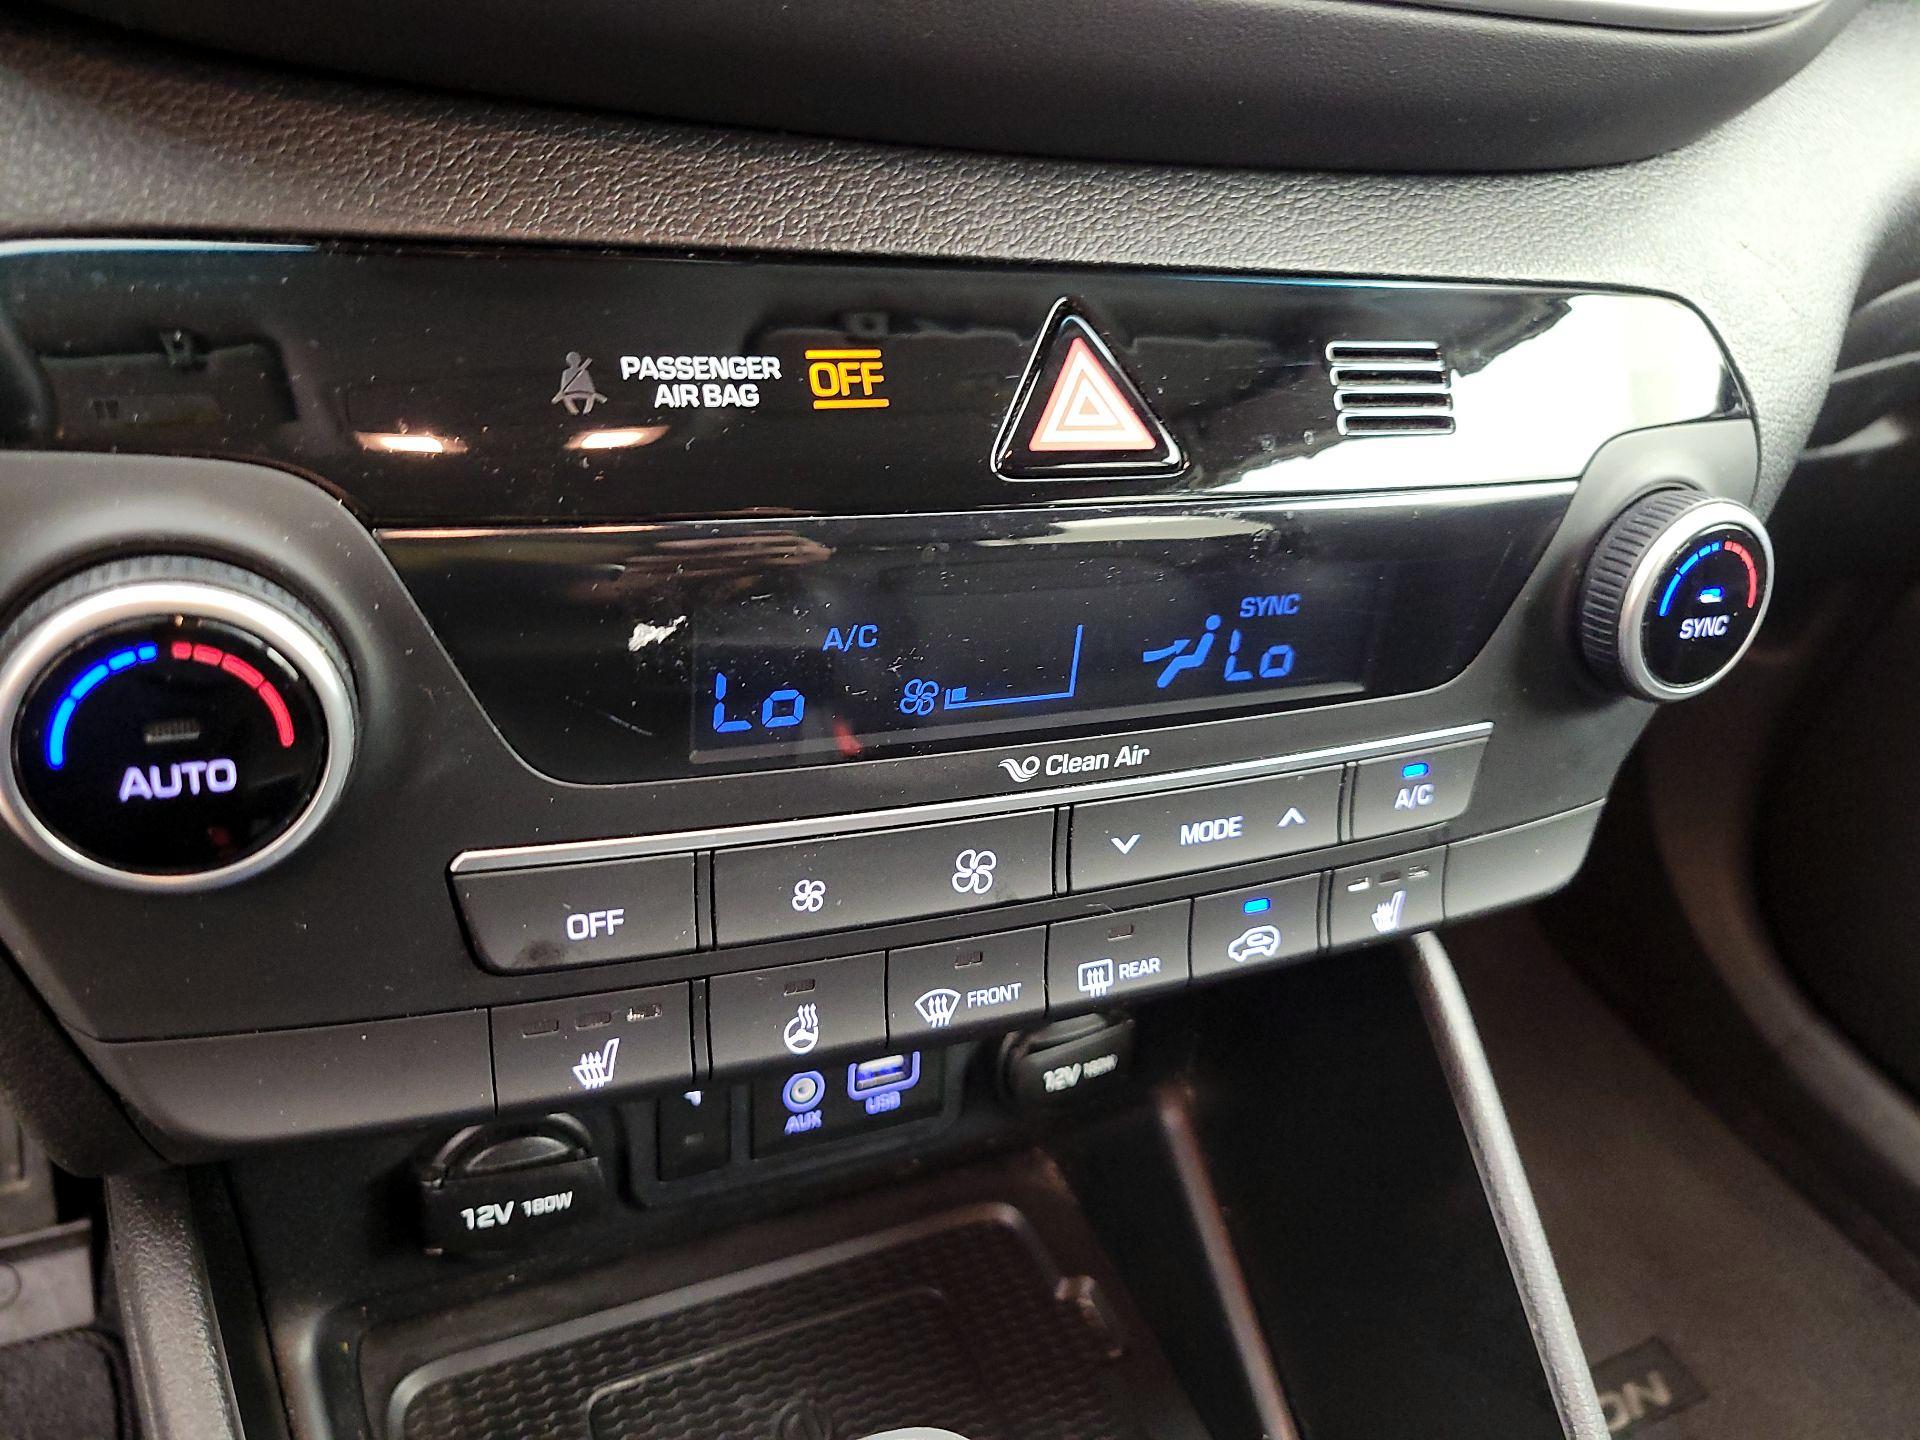 PASSENGER
AIR BAG
OFF
SYNC
A/C
Lo
Lo
SYNC
AUTO
Clean Air
A/C
MODE
OFF
REAR
FRONT
AUX
USB
12V 180W
12V 180W